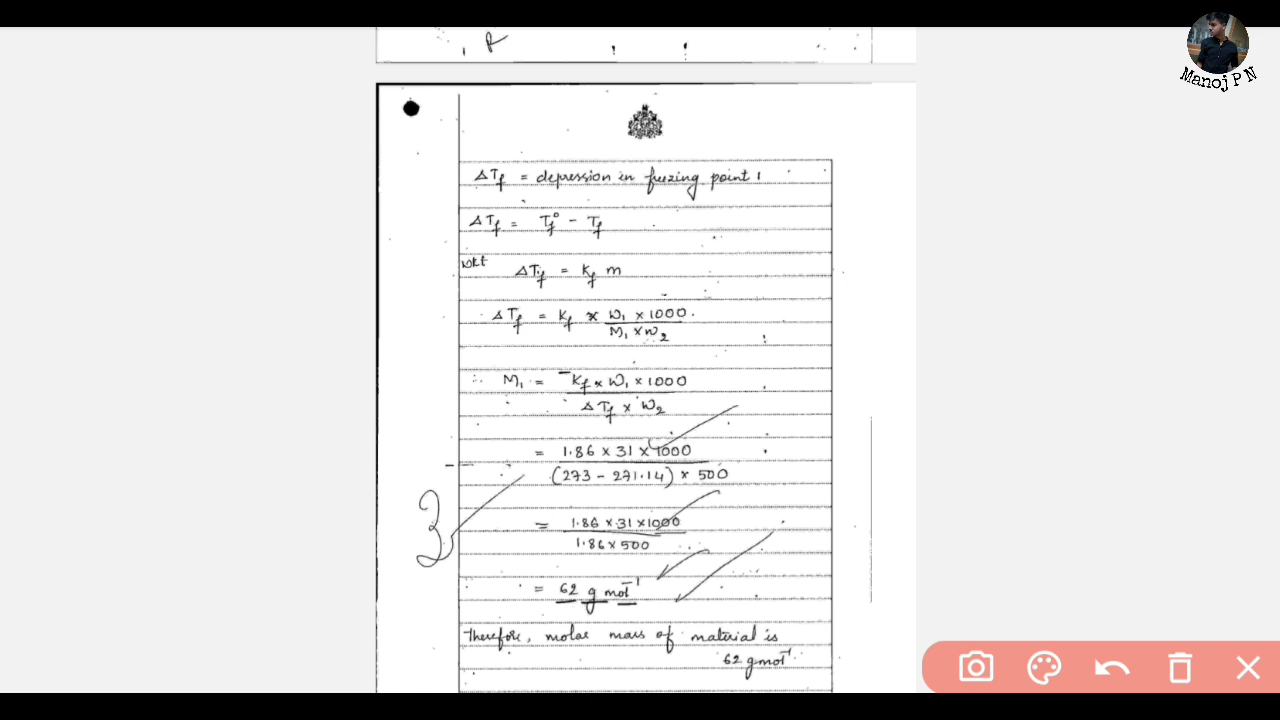 Manoj P N
ΔTf = depression in freezing point
ΔTf = Tf° - Tf
wkt
ΔTf = Kf m
ΔTf = Kf × W₁ × 1000
M₁ × W₂
∴ M₁ = Kf × W₁ × 1000
ΔTf × W₂
= 1.86 × 31 × 1000
(273 - 271.14) × 500
= 1.86 × 31 × 1000
1.86 × 500
3
= 62 g mol⁻¹
Therefore, molar mass of material is
62 g mol⁻¹